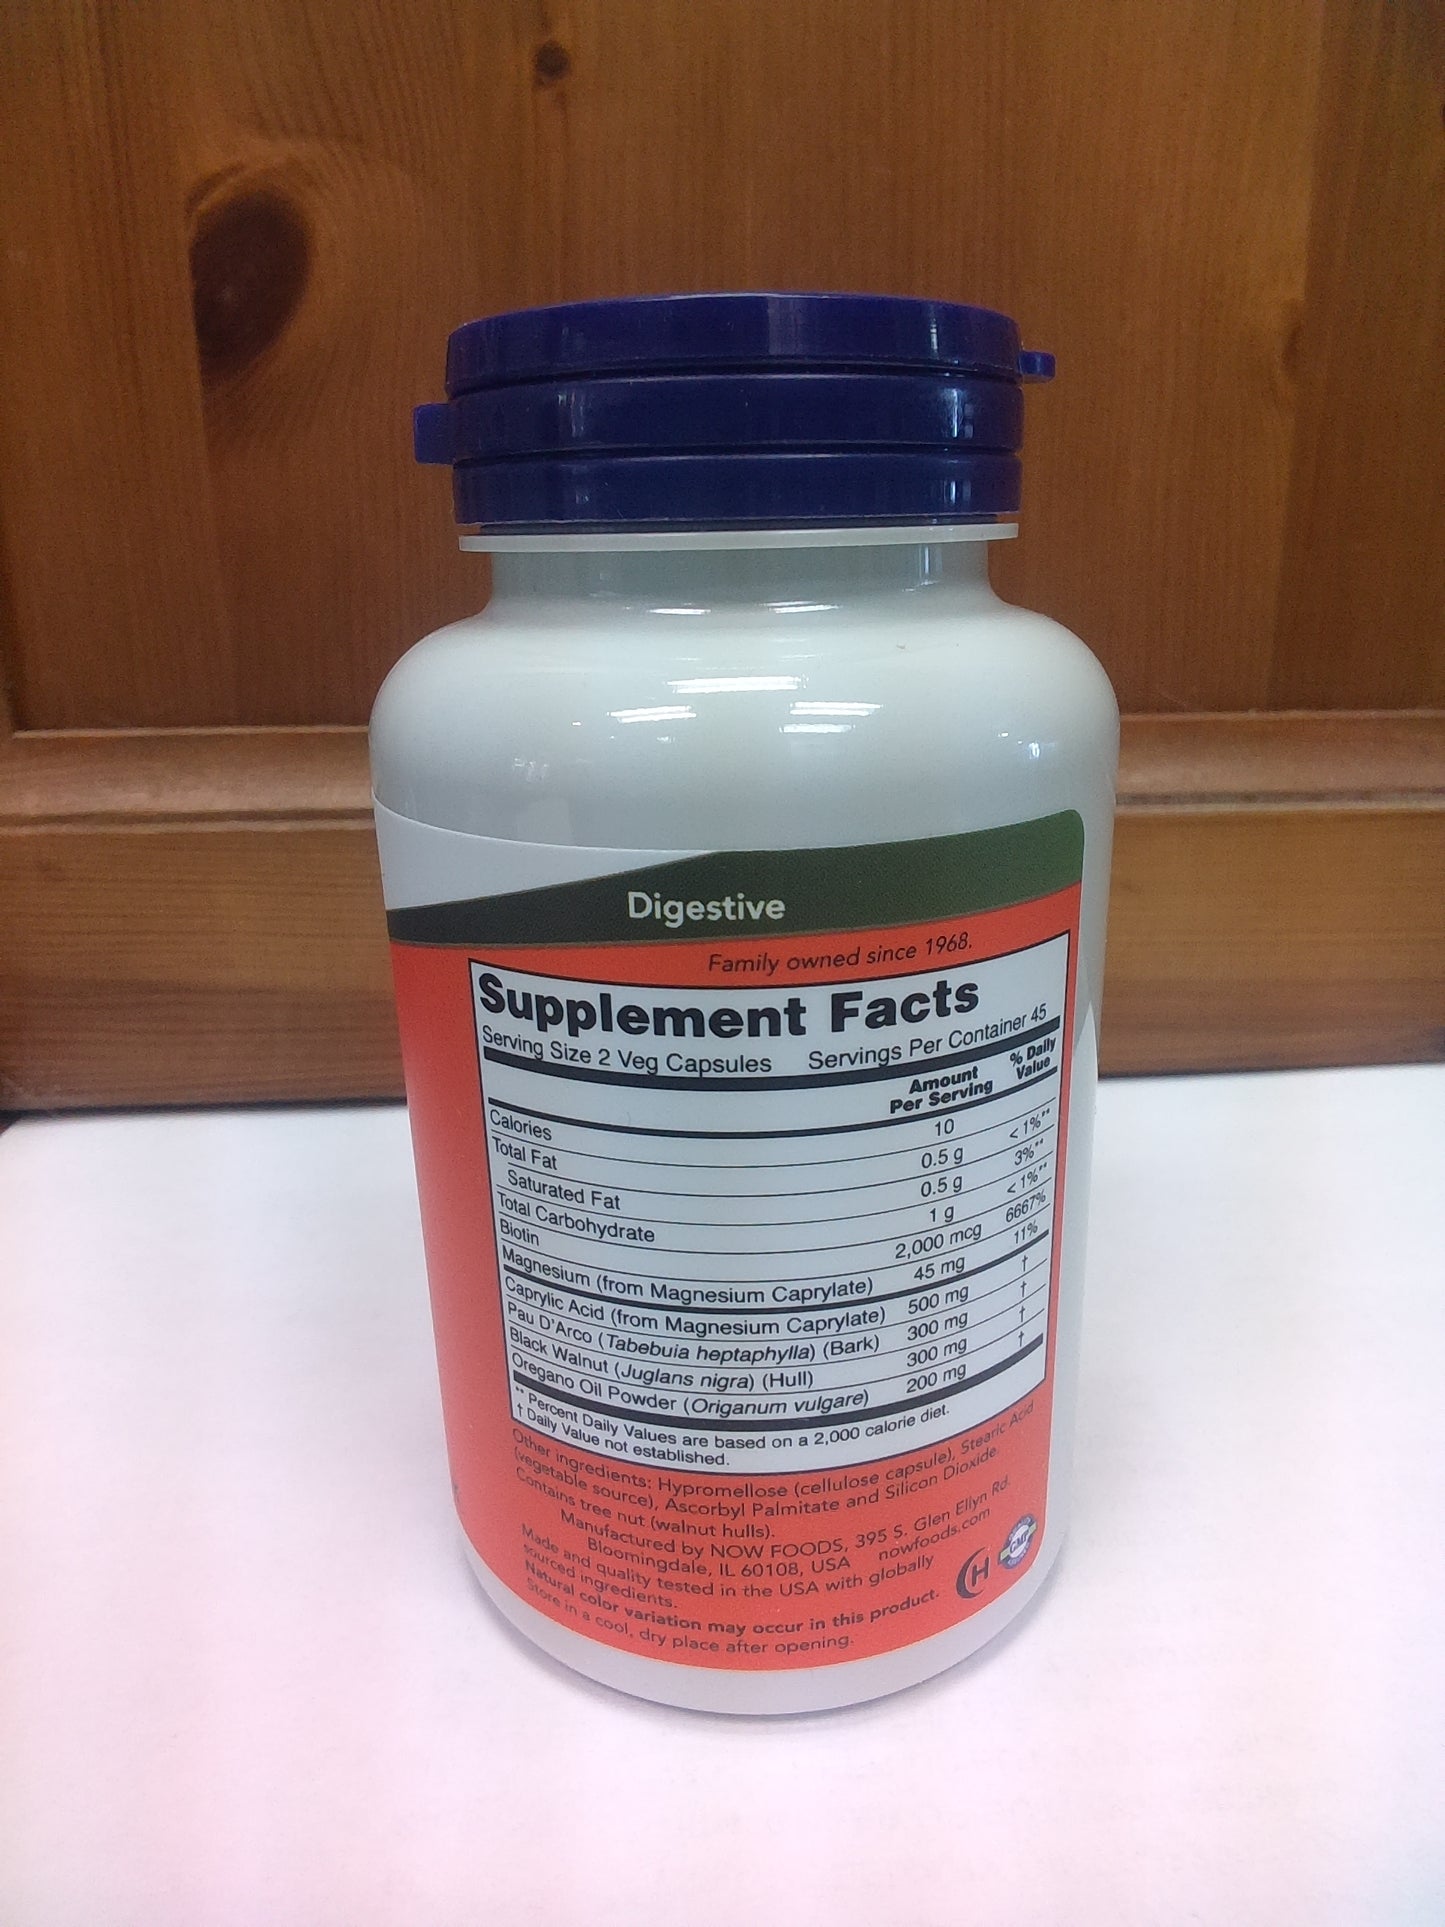 Digestive
Family owned since 1968.
Supplement Facts
Serving Size 2 Veg Capsules Servings Per Container 45
Amount Per Serving % Daily Value
Calories 10
Total Fat 0.5 g < 1%**
Saturated Fat 0.5 g 3%**
Total Carbohydrate 1 g < 1%**
Biotin 2,000 mcg 6667%
Magnesium (from Magnesium Caprylate) 45 mg 11%
Caprylic Acid (from Magnesium Caprylate) 500 mg †
Pau D'Arco (Tabebuia heptaphylla) (Bark) 300 mg †
Black Walnut (Juglans nigra) (Hull) 300 mg †
Oregano Oil Powder (Origanum vulgare) 200 mg †
** Percent Daily Values are based on a 2,000 calorie diet.
† Daily Value not established.
Other ingredients: Hypromellose (cellulose capsule), Stearic Acid
(vegetable source), Ascorbyl Palmitate and Silicon Dioxide.
Contains tree nut (walnut hulls).
Manufactured by NOW FOODS, 395 S. Glen Ellyn Rd.
Bloomingdale, IL 60108, USA nowfoods.com
Made and quality tested in the USA with globally
sourced ingredients.
Natural color variation may occur in this product.
Store in a cool, dry place after opening.
H
GMP